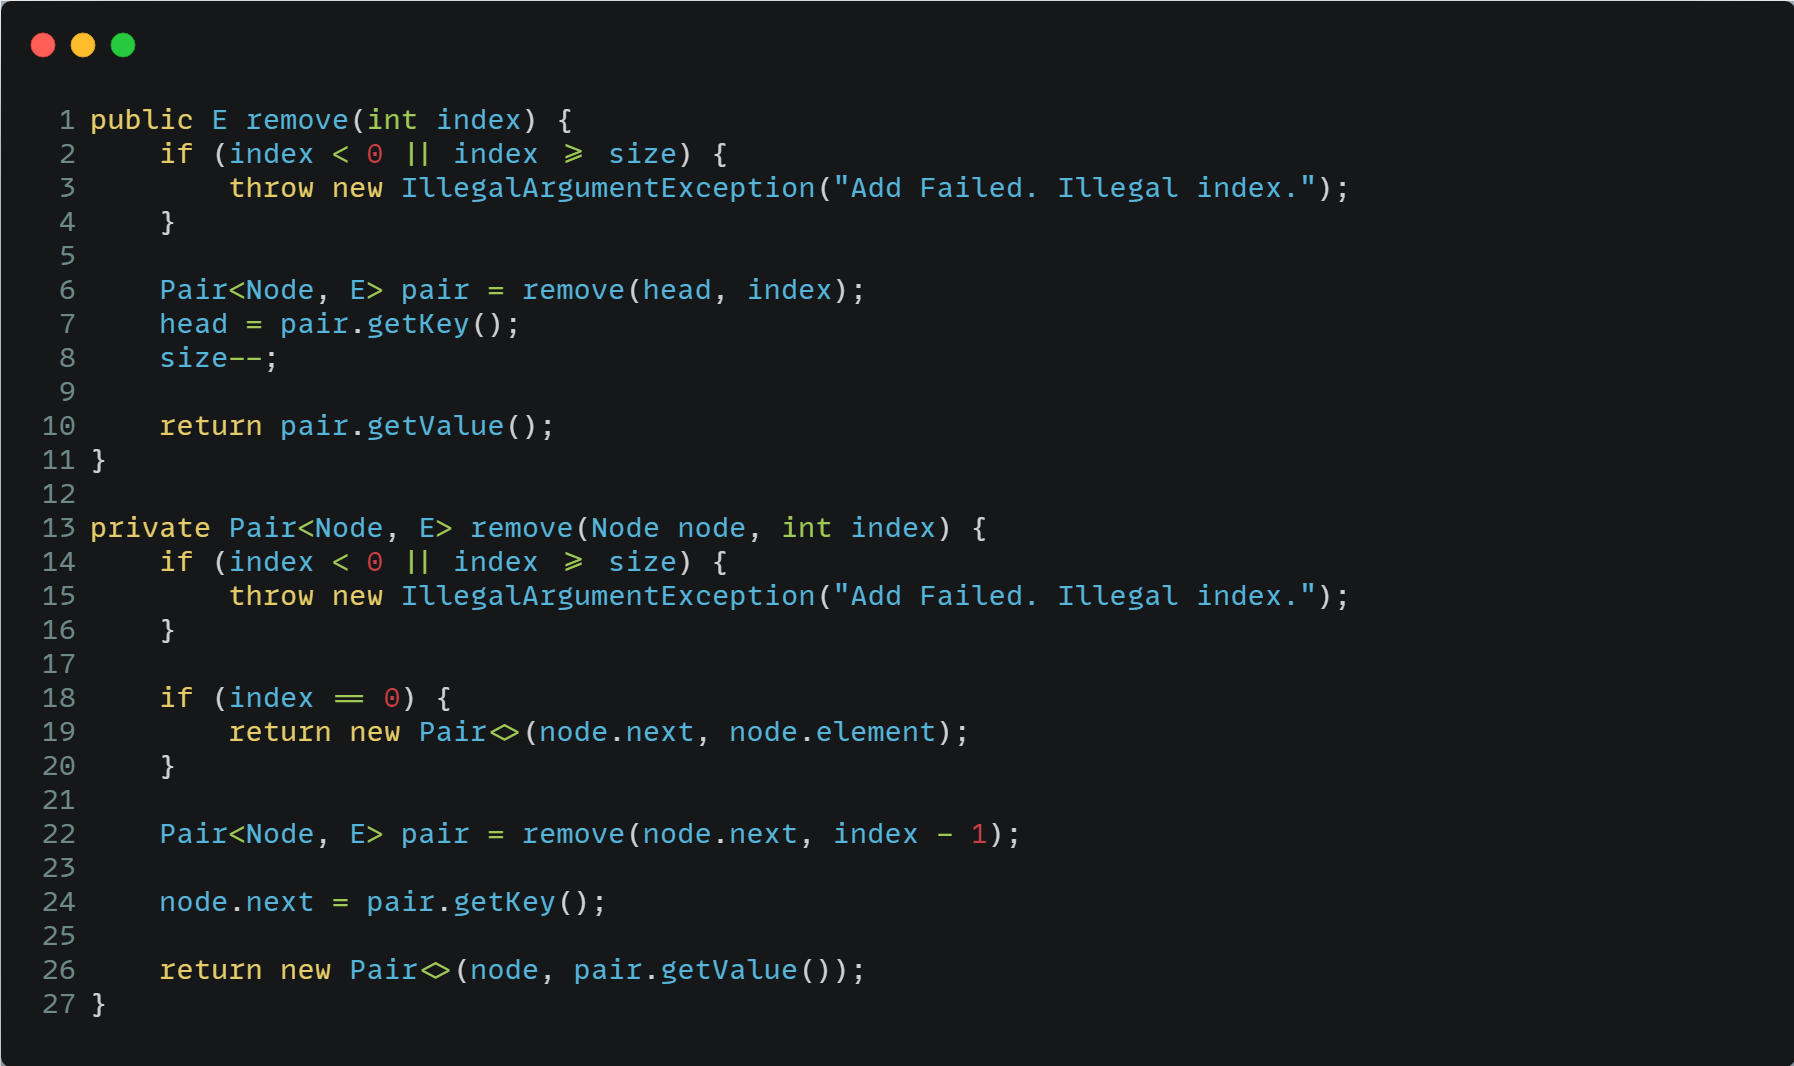 1 public E remove(int index) {
2     if (index < 0 || index >= size) {
3         throw new IllegalArgumentException("Add Failed. Illegal index.");
4     }
5
6     Pair<Node, E> pair = remove(head, index);
7     head = pair.getKey();
8     size--;
9
10     return pair.getValue();
11 }
12
13 private Pair<Node, E> remove(Node node, int index) {
14     if (index < 0 || index >= size) {
15         throw new IllegalArgumentException("Add Failed. Illegal index.");
16     }
17
18     if (index == 0) {
19         return new Pair<>(node.next, node.element);
20     }
21
22     Pair<Node, E> pair = remove(node.next, index - 1);
23
24     node.next = pair.getKey();
25
26     return new Pair<>(node, pair.getValue());
27 }